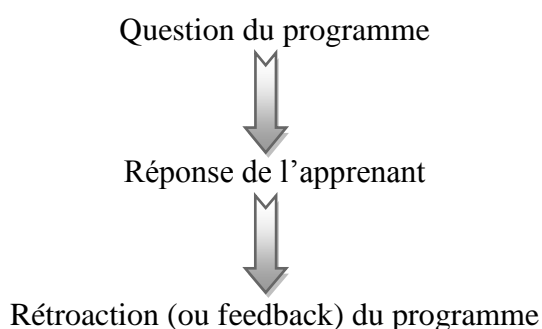 Question du programme
Réponse de l’apprenant
Rétroaction (ou feedback) du programme